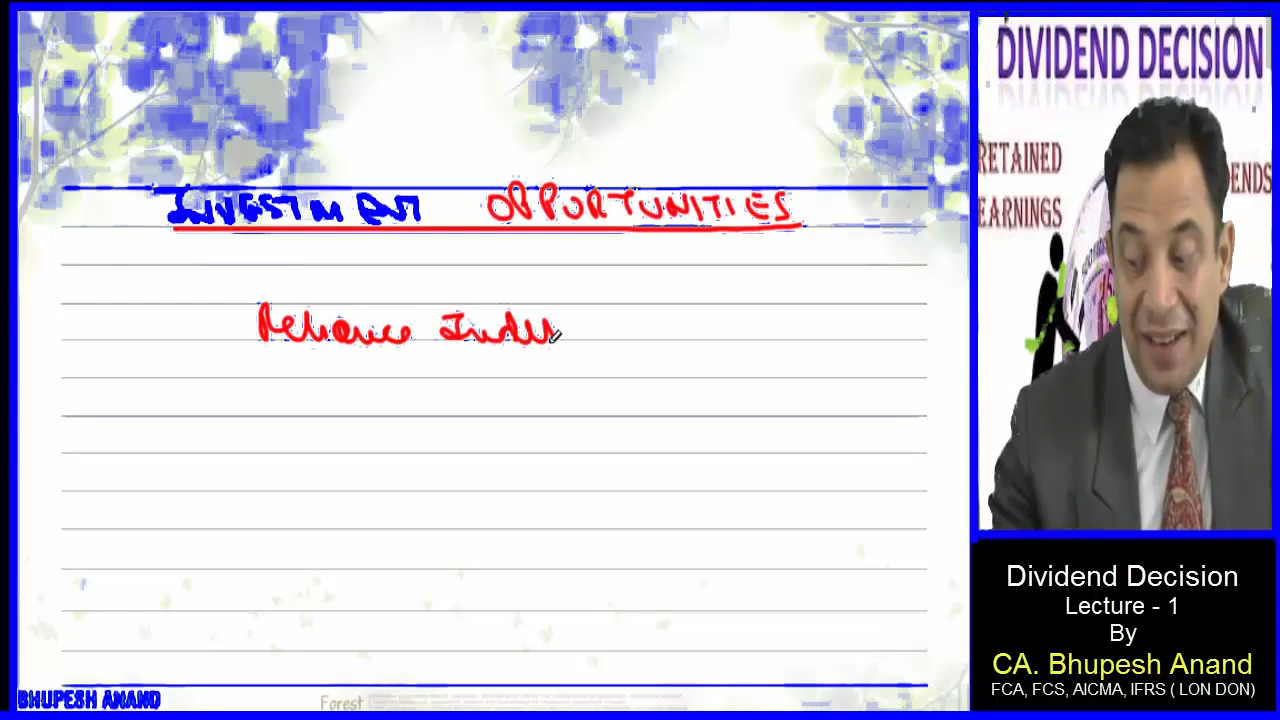 INVESTMENT OPPORTUNITIES
Reliance Indu
BHUPESH ANAND
Forest
DIVIDEND DECISION
RETAINED
EARNINGS
DENDS
Dividend Decision
Lecture - 1
By
CA. Bhupesh Anand
FCA, FCS, AICMA, IFRS ( LON DON)